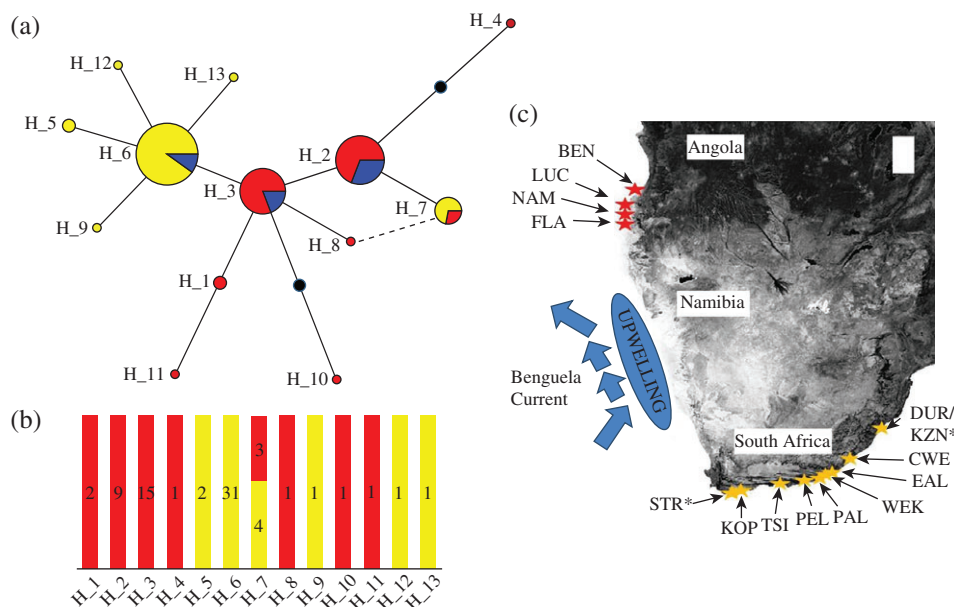 (a)
H_4
H_12
H_13
H_5
H_6
H_2
H_3
H_7
H_9
H_8
H_1
H_11
H_10
(b)
2
9
15
1
2
31
3
4
1
1
1
1
1
1
H_1
H_2
H_3
H_4
H_5
H_6
H_7
H_8
H_9
H_10
H_11
H_12
H_13
(c)
Angola
BEN
LUC
NAM
FLA
Namibia
UPWELLING
Benguela
Current
South Africa
DUR/
KZN*
CWE
EAL
WEK
PAL
PEL
TSI
KOP
STR*